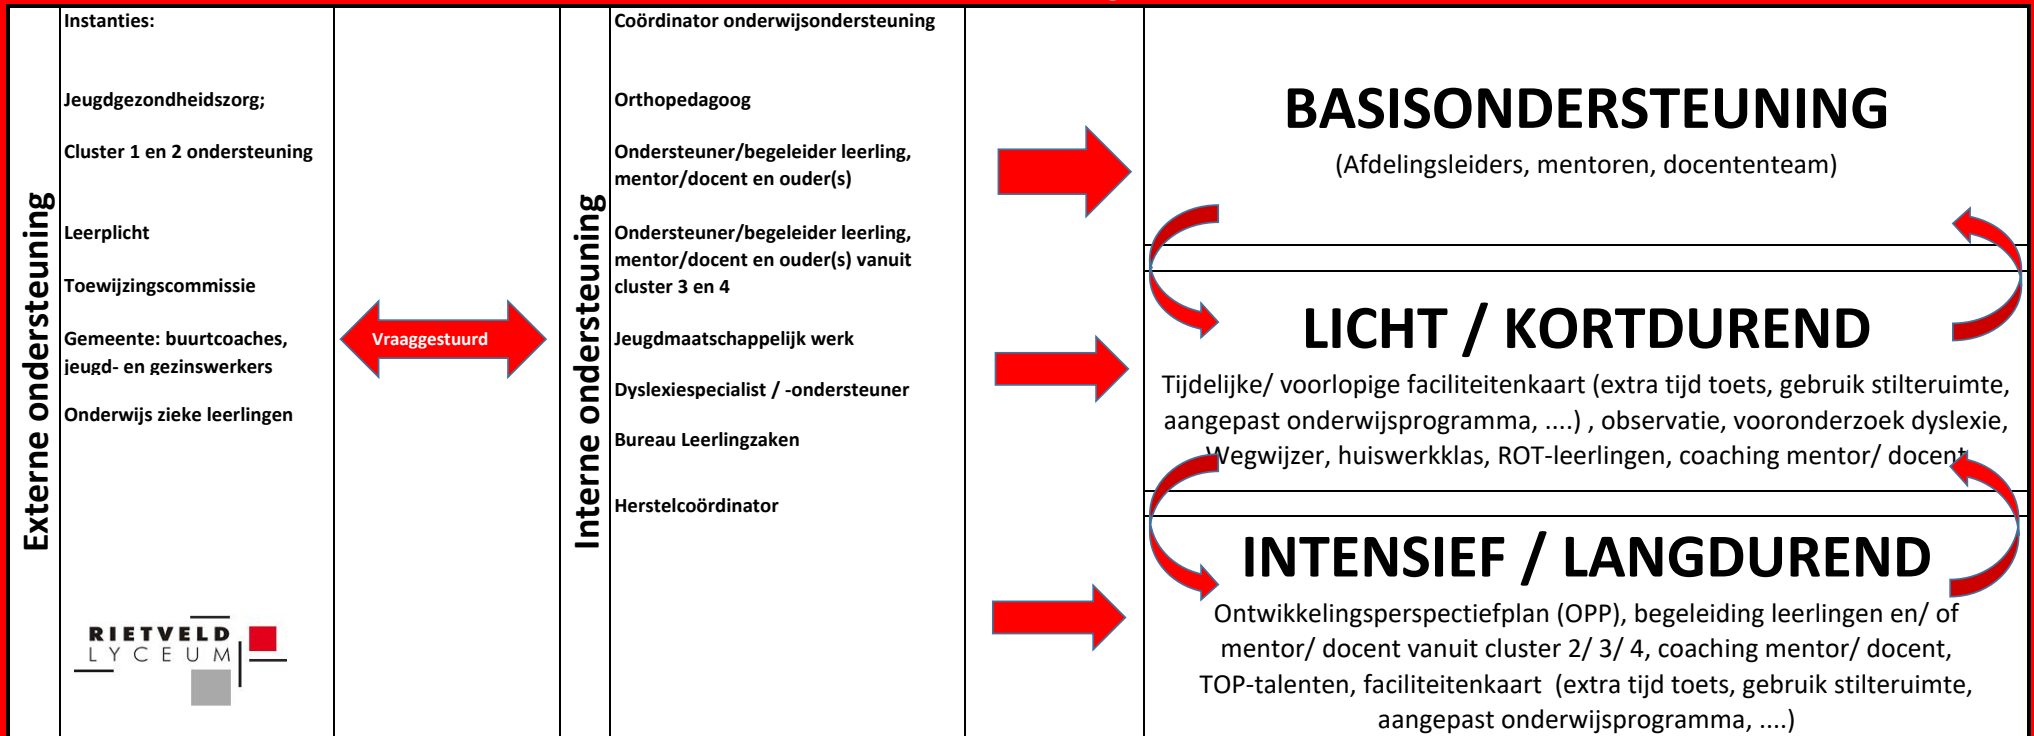 Externe ondersteuning
Instanties:
Jeugdgezondheidszorg;
Cluster 1 en 2 ondersteuning
Leerplicht
Toewijzingscommissie
Gemeente: buurtcoaches,
jeugd- en gezinswerkers
Onderwijs zieke leerlingen
RIETVELD
LYCEUM
Vraaggestuurd
Interne ondersteuning
Coördinator onderwijsondersteuning
Orthopedagoog
Ondersteuner/begeleider leerling,
mentor/docent en ouder(s)
Ondersteuner/begeleider leerling,
mentor/docent en ouder(s) vanuit
cluster 3 en 4
Jeugdmaatschappelijk werk
Dyslexiespecialist / -ondersteuner
Bureau Leerlingzaken
Herstelcoördinator
BASISONDERSTEUNING
(Afdelingsleiders, mentoren, docententeam)
LICHT / KORTDUREND
Tijdelijke/ voorlopige faciliteitenkaart (extra tijd toets, gebruik stilteruimte,
aangepast onderwijsprogramma, ....) , observatie, vooronderzoek dyslexie,
Wegwijzer, huiswerkklas, ROT-leerlingen, coaching mentor/ docent
INTENSIEF / LANGDUREND
Ontwikkelingsperspectiefplan (OPP), begeleiding leerlingen en/ of
mentor/ docent vanuit cluster 2/ 3/ 4, coaching mentor/ docent,
TOP-talenten, faciliteitenkaart (extra tijd toets, gebruik stilteruimte,
aangepast onderwijsprogramma, ....)